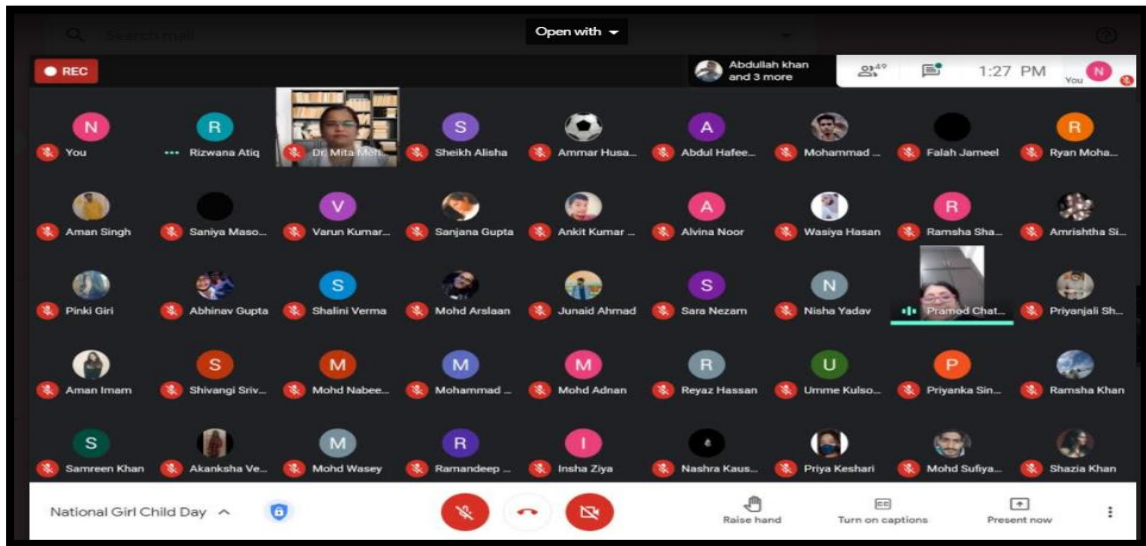 Search mail
Open with
REC
Abdullah khan
and 3 more
49
1:27 PM
You
N
N
R
S
A
R
You
Rizwana Atiq
Dr. Mita Moh...
Sheikh Alisha
Ammar Husa...
Abdul Hafee...
Mohammad ...
Falah Jameel
Ryan Moha...
V
A
R
Aman Singh
Saniya Maso...
Varun Kumar...
Sanjana Gupta
Ankit Kumar ...
Alvina Noor
Wasiya Hasan
Ramsha Sha...
Amrishtha Si...
S
S
N
Pinki Giri
Abhinav Gupta
Shalini Verma
Mohd Arslaan
Junaid Ahmad
Sara Nezam
Nisha Yadav
Pramod Chat...
Priyanjali Sh...
S
M
M
M
R
U
P
Aman Imam
Shivangi Sriv...
Mohd Nabee...
Mohammad ...
Mohd Adnan
Reyaz Hassan
Umme Kulso...
Priyanka Sin...
Ramsha Khan
S
M
R
I
Samreen Khan
Akanksha Ve...
Mohd Wasey
Ramandeep ...
Insha Ziya
Nashra Kaus...
Priya Keshari
Mohd Sufiya...
Shazia Khan
National Girl Child Day
Raise hand
CC
Turn on captions
Present now